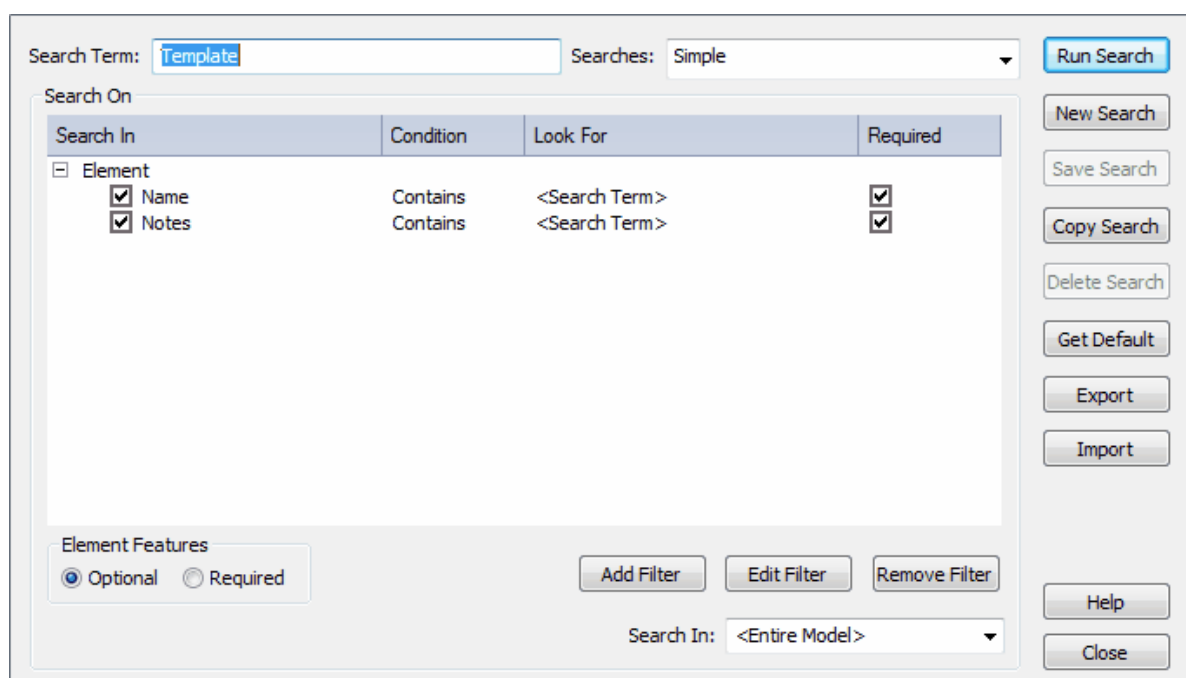 Search Term: Template Searches: Simple Run Search
Search On
New Search
Search In Condition Look For Required
Element
Save Search
Name Contains <Search Term>
Notes Contains <Search Term>
Copy Search
Delete Search
Get Default
Export
Import
Element Features
Optional Required Add Filter Edit Filter Remove Filter
Help
Search In: <Entire Model>
Close